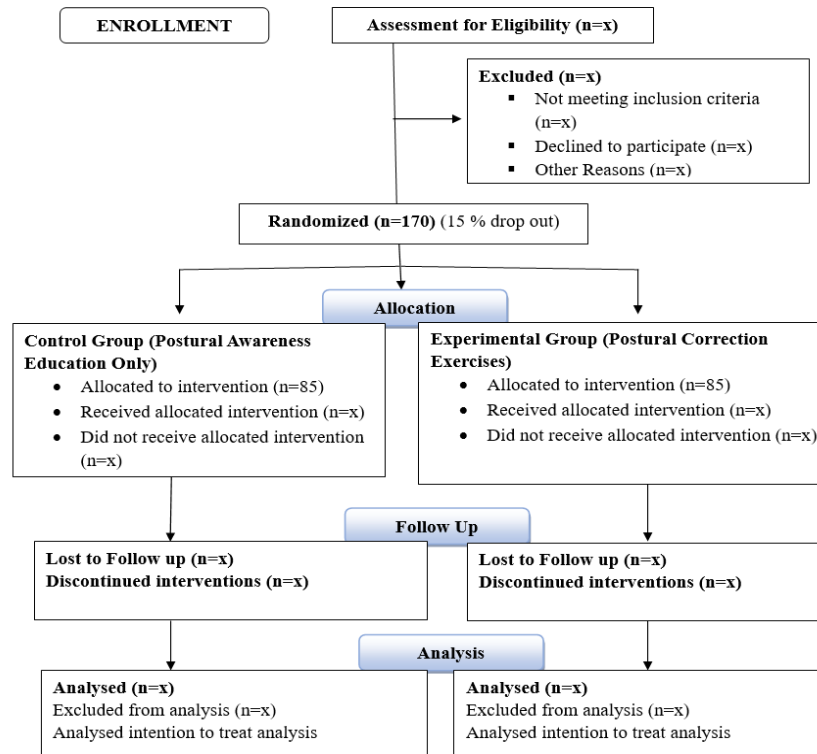 ENROLLMENT
Assessment for Eligibility (n=x)
Excluded (n=x)
▪ Not meeting inclusion criteria
(n=x)
▪ Declined to participate (n=x)
▪ Other Reasons (n=x)
Randomized (n=170) (15 % drop out)
Allocation
Control Group (Postural Awareness
Education Only)
• Allocated to intervention (n=85)
• Received allocated intervention (n=x)
• Did not receive allocated intervention
(n=x)
Experimental Group (Postural Correction
Exercises)
• Allocated to intervention (n=85)
• Received allocated intervention (n=x)
• Did not receive allocated intervention (n=x)
Follow Up
Lost to Follow up (n=x)
Discontinued interventions (n=x)
Lost to Follow up (n=x)
Discontinued interventions (n=x)
Analysis
Analysed (n=x)
Excluded from analysis (n=x)
Analysed intention to treat analysis
Analysed (n=x)
Excluded from analysis (n=x)
Analysed intention to treat analysis